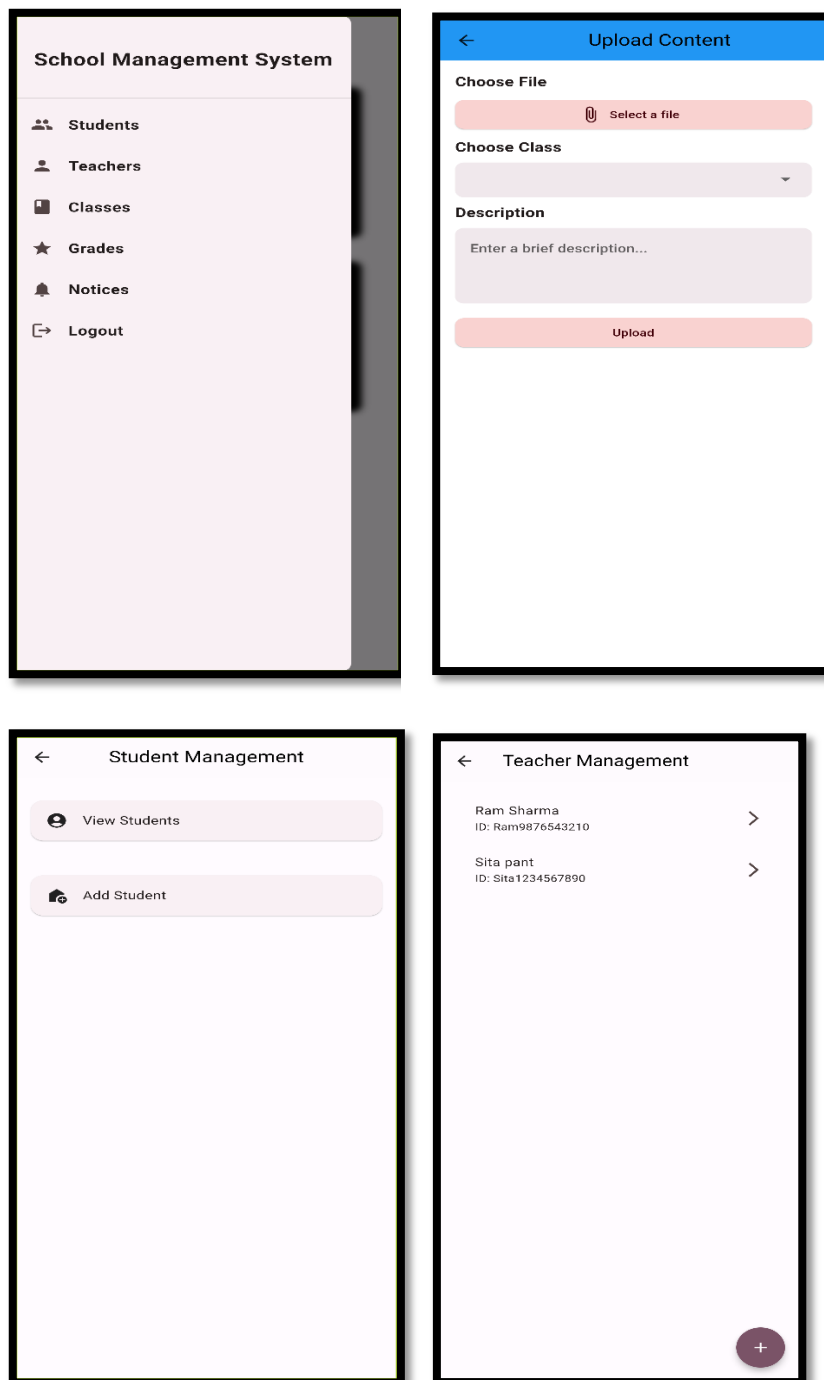 School Management System
Students
Teachers
Classes
Grades
Notices
Logout
Upload Content
Choose File
Select a file
Choose Class
Description
Enter a brief description...
Upload
Student Management
View Students
Add Student
Teacher Management
Ram Sharma
ID: Ram9876543210
Sita pant
ID: Sita1234567890